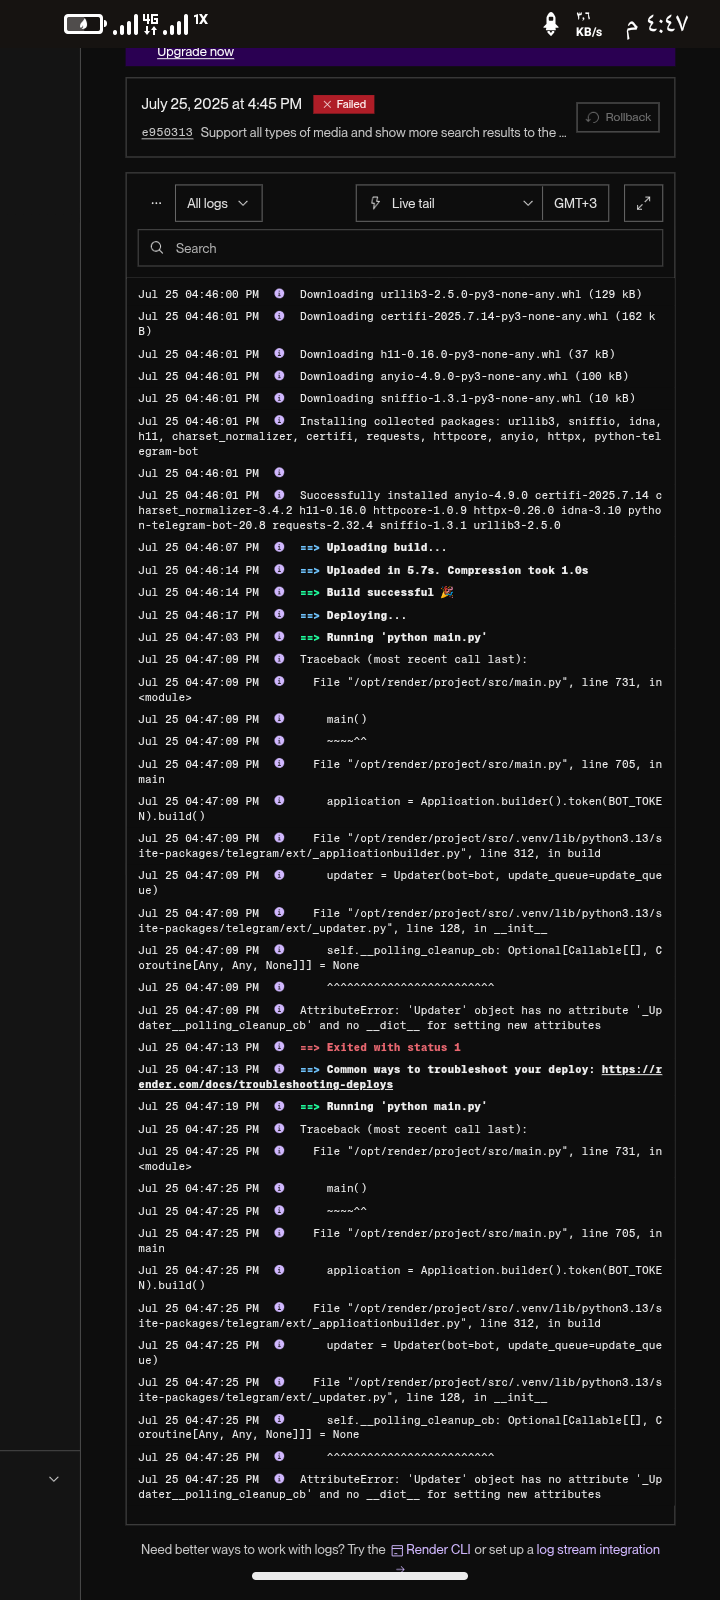 4G
1X
٣,٦
KB/s
٤:٤٧ م
Upgrade now
July 25, 2025 at 4:45 PM Failed
e950313 Support all types of media and show more search results to the ...
Rollback
... All logs Live tail GMT+3
Search
Jul 25 04:46:00 PM Downloading urllib3-2.5.0-py3-none-any.whl (129 kB)
Jul 25 04:46:01 PM Downloading certifi-2025.7.14-py3-none-any.whl (162 k
B)
Jul 25 04:46:01 PM Downloading h11-0.16.0-py3-none-any.whl (37 kB)
Jul 25 04:46:01 PM Downloading anyio-4.9.0-py3-none-any.whl (100 kB)
Jul 25 04:46:01 PM Downloading sniffio-1.3.1-py3-none-any.whl (10 kB)
Jul 25 04:46:01 PM Installing collected packages: urllib3, sniffio, idna,
h11, charset_normalizer, certifi, requests, httpcore, anyio, httpx, python-tel
egram-bot
Jul 25 04:46:01 PM
Jul 25 04:46:01 PM Successfully installed anyio-4.9.0 certifi-2025.7.14 c
harset_normalizer-3.4.2 h11-0.16.0 httpcore-1.0.9 httpx-0.26.0 idna-3.10 pytho
n-telegram-bot-20.8 requests-2.32.4 sniffio-1.3.1 urllib3-2.5.0
Jul 25 04:46:07 PM ==> Uploading build...
Jul 25 04:46:14 PM ==> Uploaded in 5.7s. Compression took 1.0s
Jul 25 04:46:14 PM ==> Build successful 🎉
Jul 25 04:46:17 PM ==> Deploying...
Jul 25 04:47:03 PM ==> Running 'python main.py'
Jul 25 04:47:09 PM Traceback (most recent call last):
Jul 25 04:47:09 PM File "/opt/render/project/src/main.py", line 731, in
<module>
Jul 25 04:47:09 PM main()
Jul 25 04:47:09 PM ~~~~^^
Jul 25 04:47:09 PM File "/opt/render/project/src/main.py", line 705, in
main
Jul 25 04:47:09 PM application = Application.builder().token(BOT_TOKE
N).build()
Jul 25 04:47:09 PM File "/opt/render/project/src/.venv/lib/python3.13/s
ite-packages/telegram/ext/_applicationbuilder.py", line 312, in build
Jul 25 04:47:09 PM updater = Updater(bot=bot, update_queue=update_que
ue)
Jul 25 04:47:09 PM File "/opt/render/project/src/.venv/lib/python3.13/s
ite-packages/telegram/ext/_updater.py", line 128, in __init__
Jul 25 04:47:09 PM self.__polling_cleanup_cb: Optional[Callable[[], C
oroutine[Any, Any, None]]] = None
Jul 25 04:47:09 PM ^^^^^^^^^^^^^^^^^^^^^^^^^
Jul 25 04:47:09 PM AttributeError: 'Updater' object has no attribute '_Up
dater__polling_cleanup_cb' and no __dict__ for setting new attributes
Jul 25 04:47:13 PM ==> Exited with status 1
Jul 25 04:47:13 PM ==> Common ways to troubleshoot your deploy: https://r
ender.com/docs/troubleshooting-deploys
Jul 25 04:47:19 PM ==> Running 'python main.py'
Jul 25 04:47:25 PM Traceback (most recent call last):
Jul 25 04:47:25 PM File "/opt/render/project/src/main.py", line 731, in
<module>
Jul 25 04:47:25 PM main()
Jul 25 04:47:25 PM ~~~~^^
Jul 25 04:47:25 PM File "/opt/render/project/src/main.py", line 705, in
main
Jul 25 04:47:25 PM application = Application.builder().token(BOT_TOKE
N).build()
Jul 25 04:47:25 PM File "/opt/render/project/src/.venv/lib/python3.13/s
ite-packages/telegram/ext/_applicationbuilder.py", line 312, in build
Jul 25 04:47:25 PM updater = Updater(bot=bot, update_queue=update_que
ue)
Jul 25 04:47:25 PM File "/opt/render/project/src/.venv/lib/python3.13/s
ite-packages/telegram/ext/_updater.py", line 128, in __init__
Jul 25 04:47:25 PM self.__polling_cleanup_cb: Optional[Callable[[], C
oroutine[Any, Any, None]]] = None
Jul 25 04:47:25 PM ^^^^^^^^^^^^^^^^^^^^^^^^^
Jul 25 04:47:25 PM AttributeError: 'Updater' object has no attribute '_Up
dater__polling_cleanup_cb' and no __dict__ for setting new attributes
Need better ways to work with logs? Try the Render CLI or set up a log stream integration
→